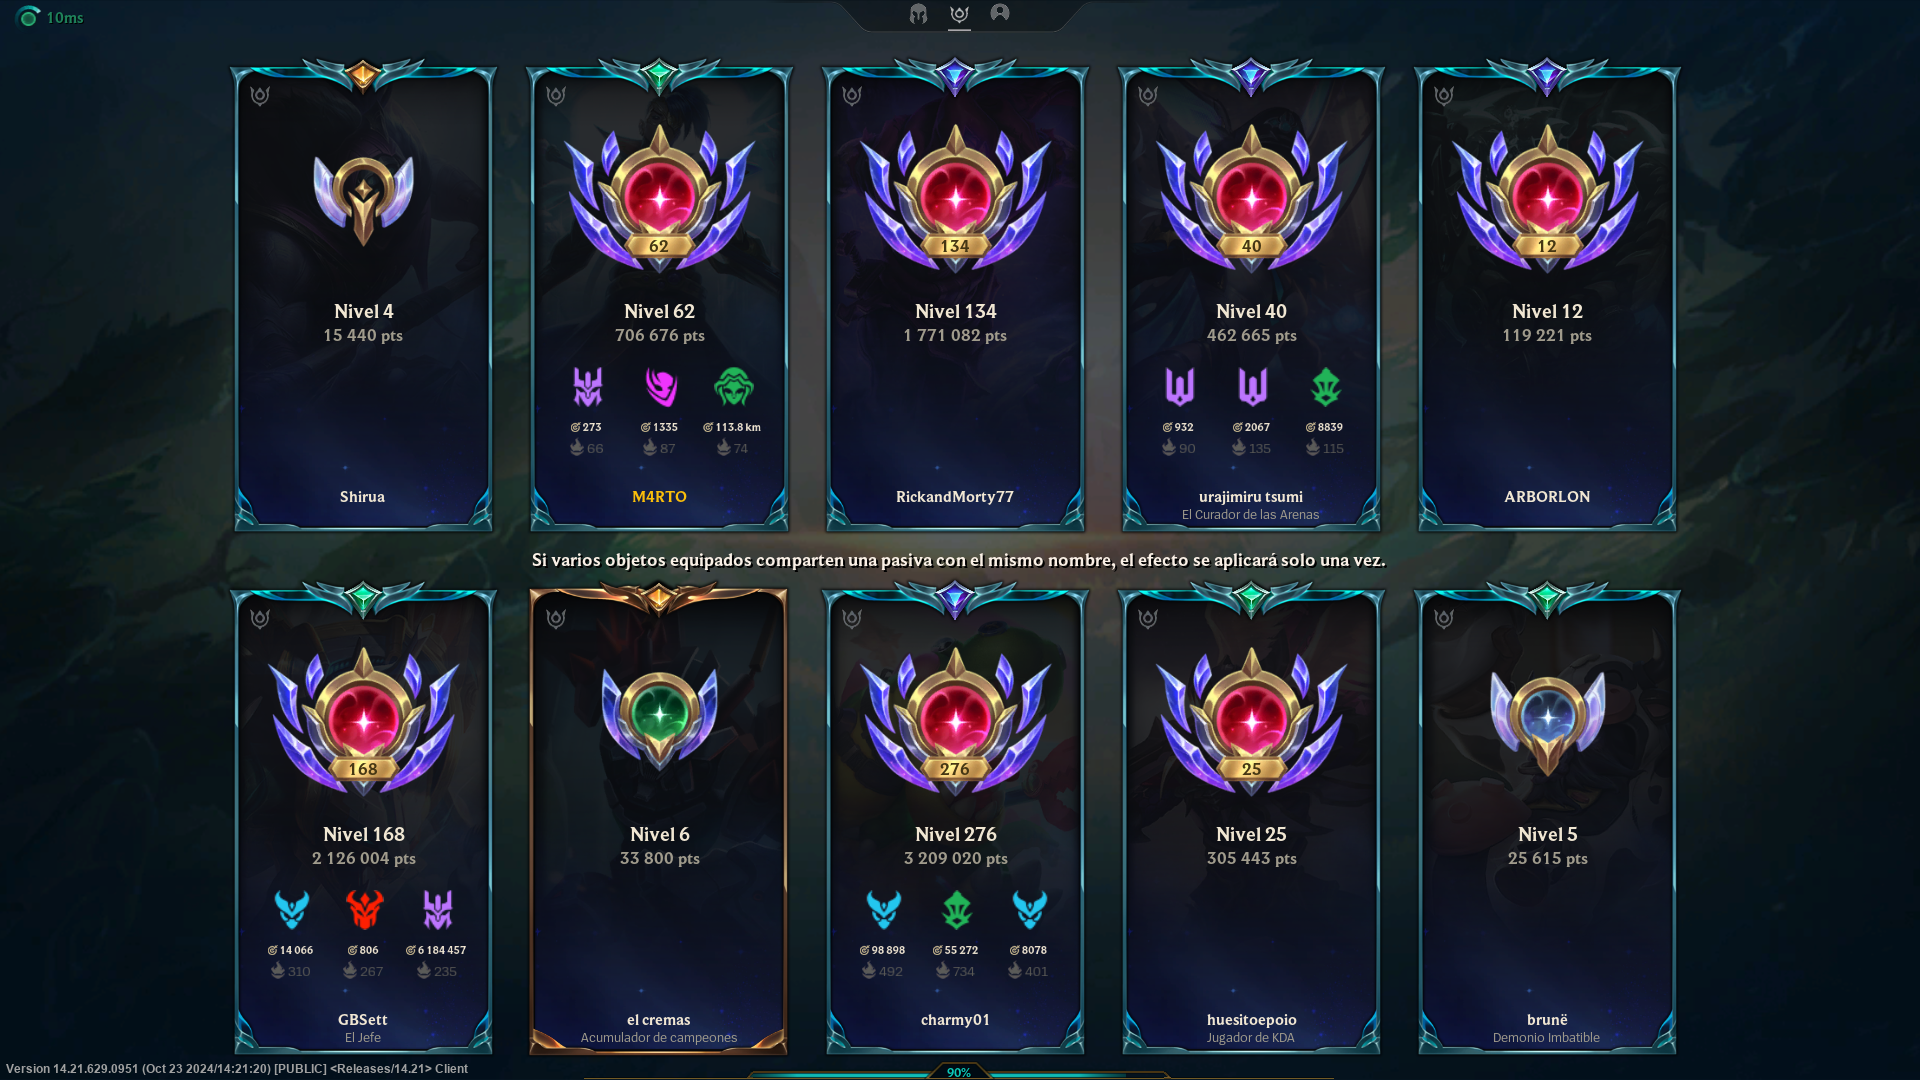 10ms
62
134
40
12
Nivel 4
15 440 pts
Nivel 62
706 676 pts
Nivel 134
1 771 082 pts
Nivel 40
462 665 pts
Nivel 12
119 221 pts
273
1335
113.8 km
66
87
74
932
2067
8839
90
135
115
Shirua
M4RTO
RickandMorty77
urajimiru tsumi
El Curador de las Arenas
ARBORLON
Si varios objetos equipados comparten una pasiva con el mismo nombre, el efecto se aplicará solo una vez.
168
276
25
Nivel 168
2 126 004 pts
Nivel 6
33 800 pts
Nivel 276
3 209 020 pts
Nivel 25
305 443 pts
Nivel 5
25 615 pts
14 066
806
6 184 457
310
267
235
98 898
55 272
8078
492
734
401
GBSett
El Jefe
el cremas
Acumulador de campeones
charmy01
huesitoepoio
Jugador de KDA
brunë
Demonio Imbatible
Version 14.21.629.0951 (Oct 23 2024/14:21:20) [PUBLIC] <Releases/14.21> Client
90%